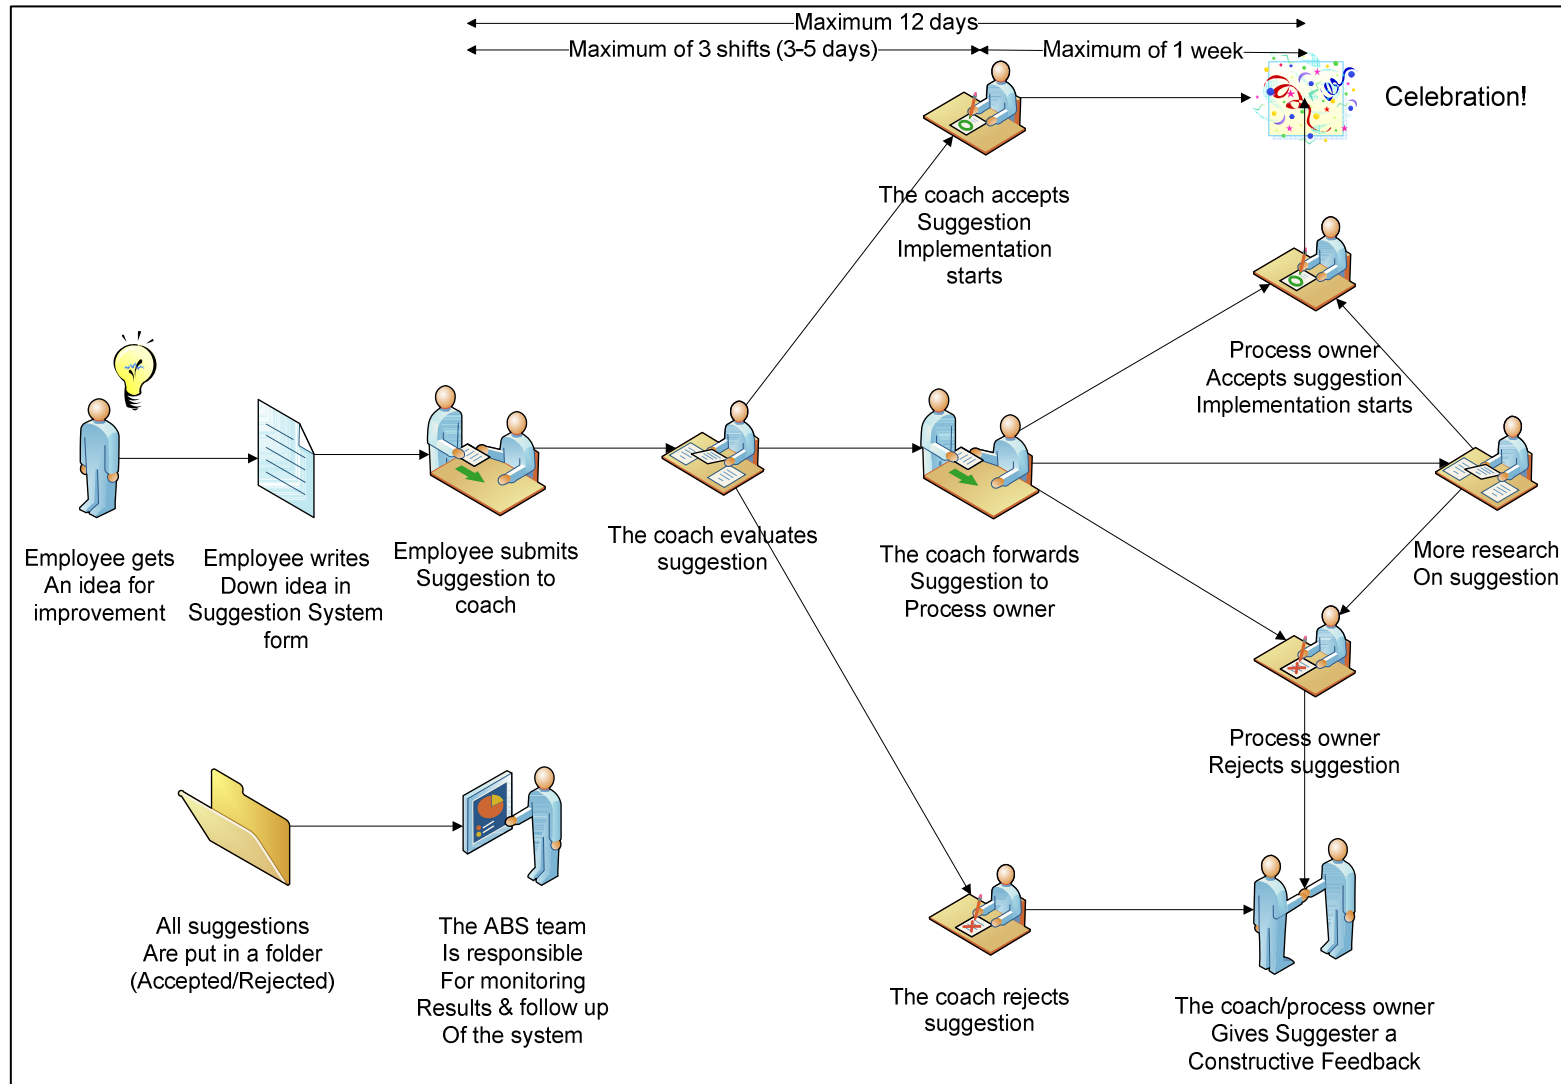 Maximum 12 days
Maximum of 3 shifts (3-5 days)
Maximum of 1 week
Celebration!
The coach accepts
Suggestion
Implementation
starts
Process owner
Accepts suggestion
Implementation starts
Employee gets
An idea for
improvement
Employee writes
Down idea in
Suggestion System
form
Employee submits
Suggestion to
coach
The coach evaluates
suggestion
The coach forwards
Suggestion to
Process owner
More research
On suggestion
Process owner
Rejects suggestion
All suggestions
Are put in a folder
(Accepted/Rejected)
The ABS team
Is responsible
For monitoring
Results & follow up
Of the system
The coach rejects
suggestion
The coach/process owner
Gives Suggester a
Constructive Feedback